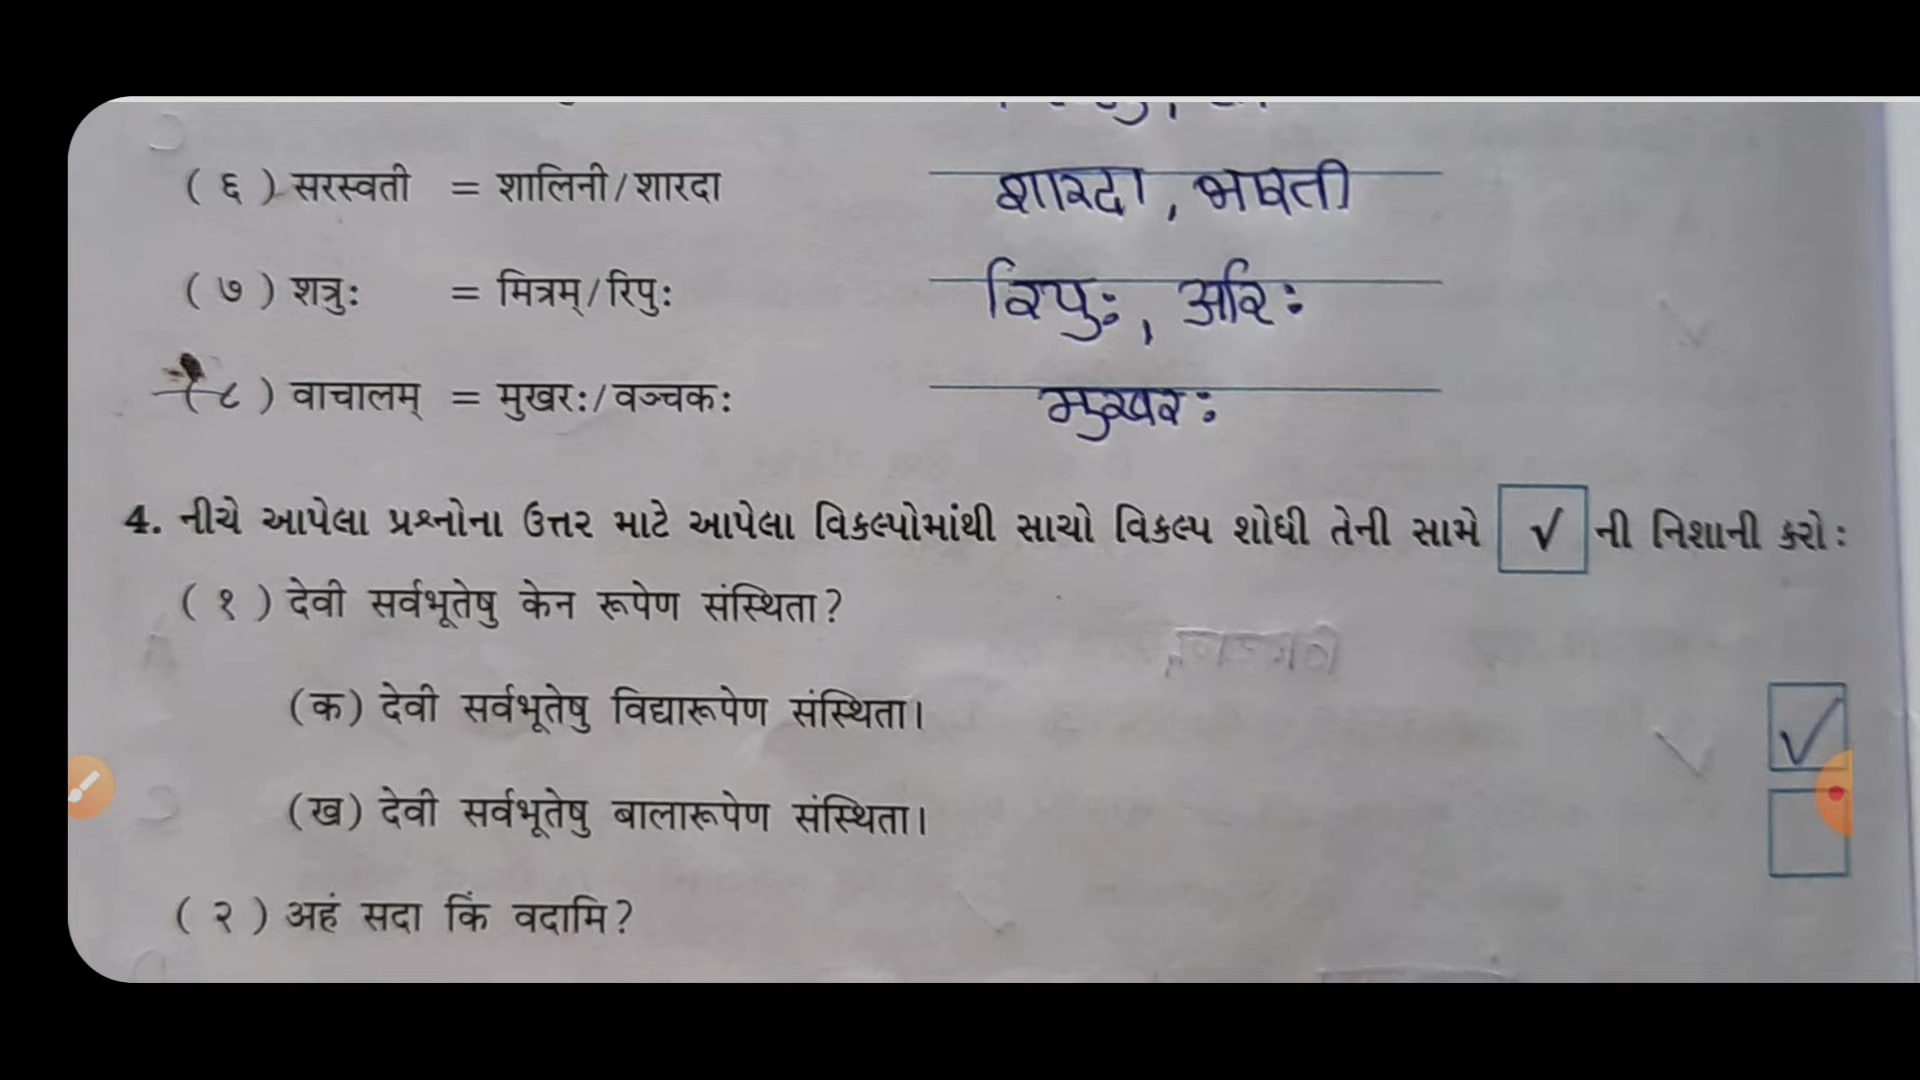 ( ६ ) सरस्वती = शालिनी/शारदा शारदा, भारती
( ७ ) शत्रुः = मित्रम्/रिपुः रिपुः, अरिः
( ८ ) वाचालम् = मुखरः/वञ्चकः मुखरः
4. નીચે આપેલા પ્રશ્નોના ઉત્તર માટે આપેલા વિકલ્પોમાંથી સાચો વિકલ્પ શોધી તેની સામે √ ની નિશાની કરો:
( १ ) देवी सर्वभूतेषु केन रूपेण संस्थिता?
(क) देवी सर्वभूतेषु विद्यारूपेण संस्थिता। ✓
(ख) देवी सर्वभूतेषु बालारूपेण संस्थिता।
( २ ) अहं सदा किं वदामि?